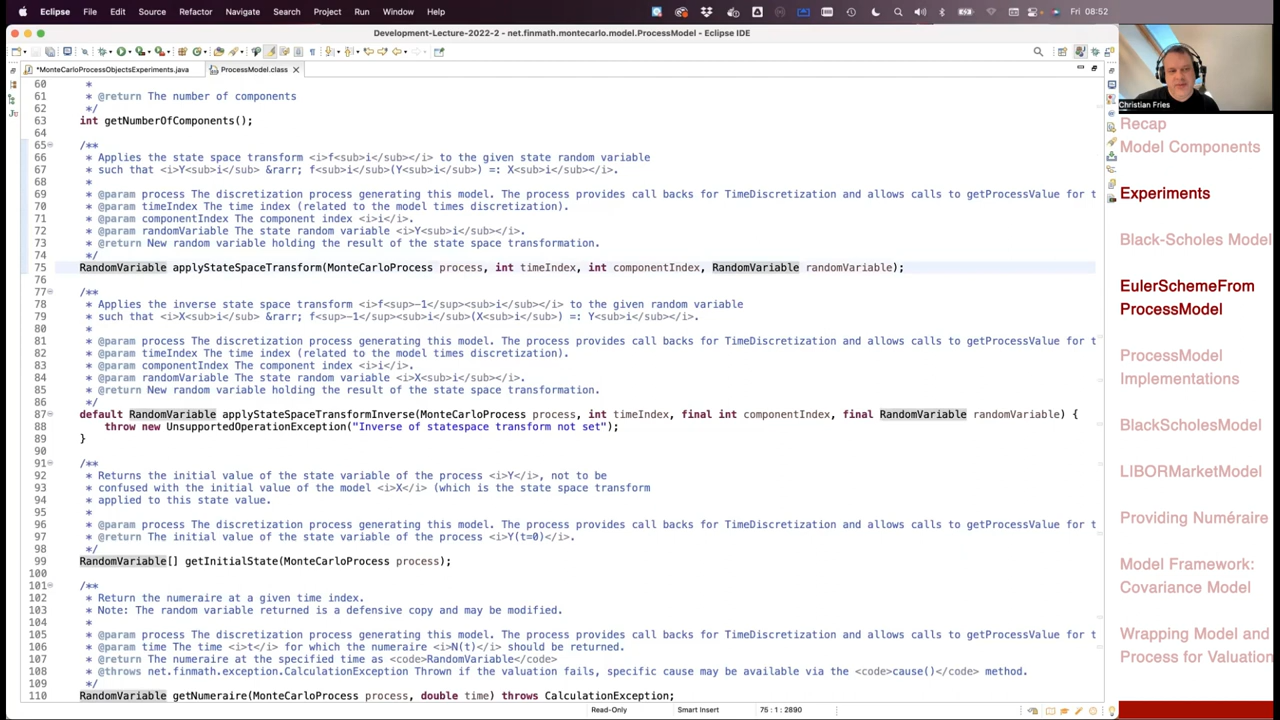 Eclipse Edit Source Refactor Navigate Search Project Run Window Help Fri 08:52
Development-Lecture-2022-2 - net.finmath.montecarlo.model.ProcessModel - Eclipse IDE
*MonteCarloProcessObjectsExperiments.java ProcessModel.class
60 *
61 * @return The number of components
62 */
63 int getNumberOfComponents();
64
65 /**
66 * Applies the state space transform <i>f<sub>i</sub></i> to the given state random variable
67 * such that <i>Y<sub>i</sub> &rarr; f<sub>i</sub>(Y<sub>i</sub>) =: X<sub>i</sub></i>.
68 *
69 * @param process The discretization process generating this model. The process provides call backs for TimeDiscretization and allows calls to getProcessValue for t
70 * @param timeIndex The time index (related to the model times discretization).
71 * @param componentIndex The component index <i>i</i>.
72 * @param randomVariable The state random variable <i>Y<sub>i</sub></i>.
73 * @return New random variable holding the result of the state space transformation.
74 */
75 RandomVariable applyStateSpaceTransform(MonteCarloProcess process, int timeIndex, int componentIndex, RandomVariable randomVariable);
76
77 /**
78 * Applies the inverse state space transform <i>f<sup>-1</sup><sub>i</sub></i> to the given random variable
79 * such that <i>X<sub>i</sub> &rarr; f<sup>-1</sup><sub>i</sub>(X<sub>i</sub>) =: Y<sub>i</sub></i>.
80 *
81 * @param process The discretization process generating this model. The process provides call backs for TimeDiscretization and allows calls to getProcessValue for t
82 * @param timeIndex The time index (related to the model times discretization).
83 * @param componentIndex The component index <i>i</i>.
84 * @param randomVariable The state random variable <i>X<sub>i</sub></i>.
85 * @return New random variable holding the result of the state space transformation.
86 */
87 default RandomVariable applyStateSpaceTransformInverse(MonteCarloProcess process, int timeIndex, final int componentIndex, final RandomVariable randomVariable) {
88 throw new UnsupportedOperationException("Inverse of statespace transform not set");
89 }
90
91 /**
92 * Returns the initial value of the state variable of the process <i>Y</i>, not to be
93 * confused with the initial value of the model <i>X</i> (which is the state space transform
94 * applied to this state value.
95 *
96 * @param process The discretization process generating this model. The process provides call backs for TimeDiscretization and allows calls to getProcessValue for t
97 * @return The initial value of the state variable of the process <i>Y(t=0)</i>.
98 */
99 RandomVariable[] getInitialState(MonteCarloProcess process);
100
101 /**
102 * Return the numeraire at a given time index.
103 * Note: The random variable returned is a defensive copy and may be modified.
104 *
105 * @param process The discretization process generating this model. The process provides call backs for TimeDiscretization and allows calls to getProcessValue for t
106 * @param time The time <i>t</i> for which the numeraire <i>N(t)</i> should be returned.
107 * @return The numeraire at the specified time as <code>RandomVariable</code>
108 * @throws net.finmath.exception.CalculationException Thrown if the valuation fails, specific cause may be available via the <code>cause()</code> method.
109 */
110 RandomVariable getNumeraire(MonteCarloProcess process, double time) throws CalculationException;
Read-Only Smart Insert 75 : 1 : 2890
Christian Fries
Recap
Model Components
Experiments
Black-Scholes Model
EulerSchemeFrom
ProcessModel
ProcessModel
Implementations
BlackScholesModel
LIBORMarketModel
Providing Numéraire
Model Framework:
Covariance Model
Wrapping Model and
Process for Valuation